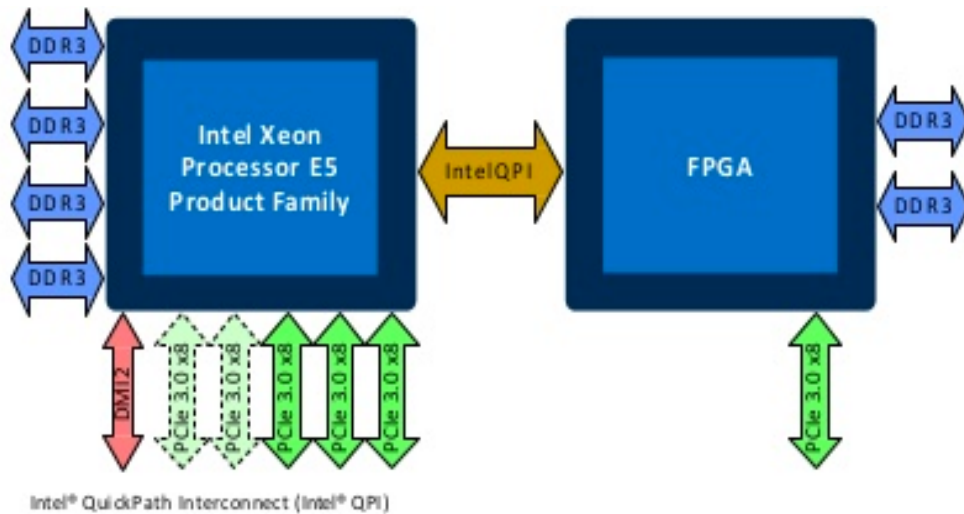 DDR3
DDR3
DDR3
DDR3
Intel Xeon
Processor E5
Product Family
IntelQPI
FPGA
DDR3
DDR3
DMI2
PCIe 3.0 x8
PCIe 3.0 x8
PCIe 3.0 x8
PCIe 3.0 x8
PCIe 3.0 x8
PCIe 3.0 x8
Intel® QuickPath Interconnect (Intel® QPI)